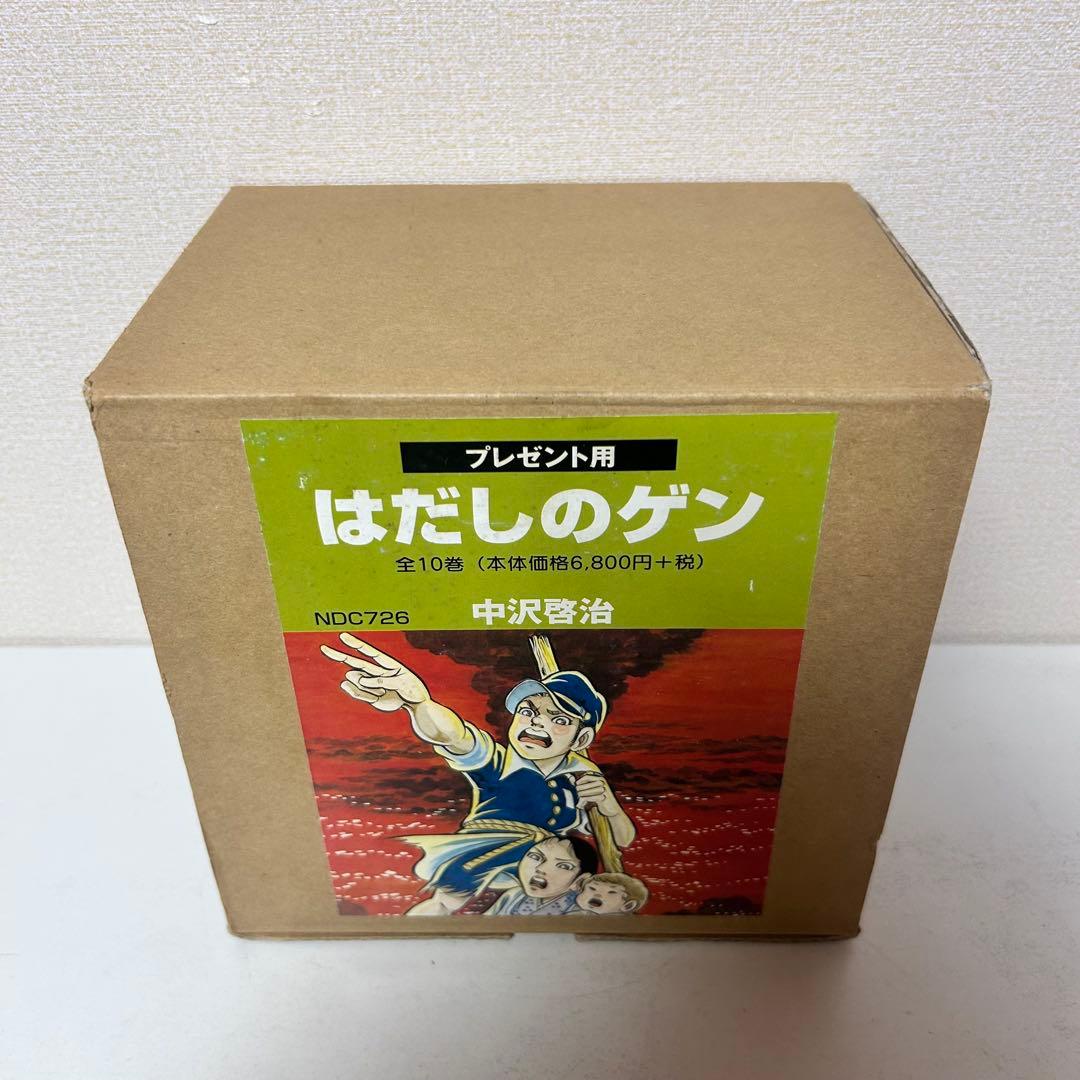 プレゼント用
はだしのゲン
全10巻（本体価格6,800円＋税）
NDC726
中沢啓治